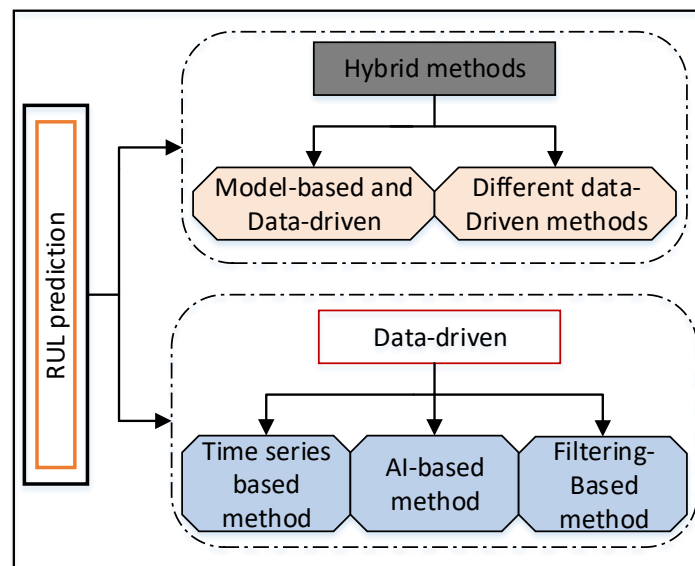 RUL prediction
Hybrid methods
Model-based and
Data-driven
Different data-
Driven methods
Data-driven
Time series
based
method
AI-based
method
Filtering-
Based
method